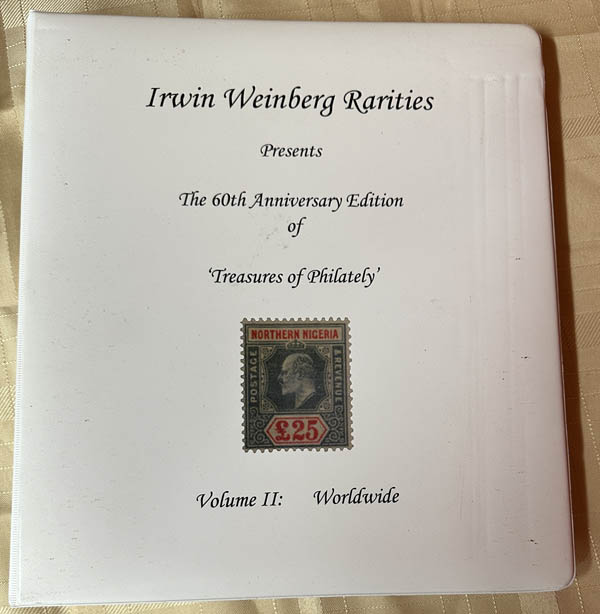 Irwin Weinberg Rarities
Presents
The 60th Anniversary Edition
of
‘Treasures of Philately’
NORTHERN NIGERIA
POSTAGE
& REVENUE
£25
Volume II: Worldwide